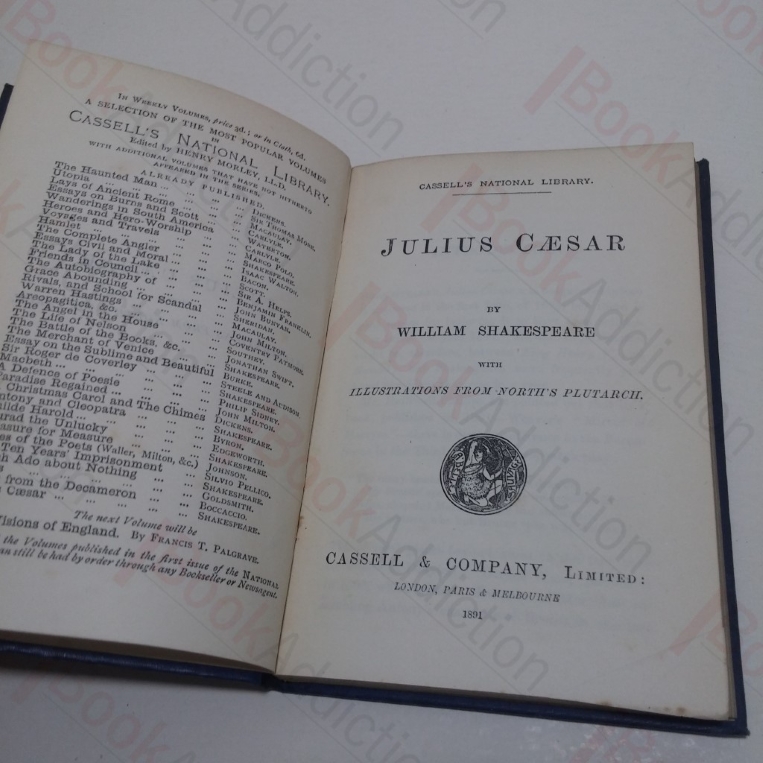 IN WEEKLY VOLUMES, price 3d.; or in Cloth, 6d.
A SELECTION OF THE MOST POPULAR VOLUMES
IN
CASSELL'S NATIONAL LIBRARY.
Edited by HENRY MORLEY, LL.D.
WITH ADDITIONAL VOLUMES THAT HAVE NOT HITHERTO
APPEARED IN THE SERIES.
ALREADY PUBLISHED.
The Haunted Man ... DICKENS.
Utopia ... SIR THOMAS MORE.
Lays of Ancient Rome ... MACAULAY.
Essays on Burns and Scott ... CARLYLE.
Wanderings in South America ... WATERTON.
Heroes and Hero-Worship ... CARLYLE.
Voyages and Travels ... MARCO POLO.
Hamlet ... SHAKESPEARE.
The Complete Angler ... ISAAC WALTON.
Essays Civil and Moral ... BACON.
The Lady of the Lake ... SCOTT.
Friends in Council ... SIR A. HELPS.
The Autobiography of ... BENJAMIN FRANKLIN.
Grace Abounding ... JOHN BUNYAN.
Rivals, and School for Scandal ... SHERIDAN.
Warren Hastings ... MACAULAY.
Areopagitica, &c. ... JOHN MILTON.
The Angel in the House ... COVENTRY PATMORE.
The Life of Nelson ... SOUTHEY.
The Battle of the Books, &c. ... JONATHAN SWIFT.
The Merchant of Venice ... SHAKESPEARE.
Essay on the Sublime and Beautiful BURKE.
Sir Roger de Coverley ... STEELE AND ADDISON
Macbeth ... SHAKESPEARE.
A Defence of Poesie ... PHILIP SIDNEY.
Paradise Regained ... JOHN MILTON.
Christmas Carol and The Chimes DICKENS.
ntony and Cleopatra ... SHAKESPEARE.
ilde Harold ... BYRON.
rad the Unlucky ... EDGEWORTH.
asure for Measure ... SHAKESPEARE.
es of the Poets (Waller, Milton, &c.) JOHNSON.
Ten Years' Imprisonment ... SILVIO PELLICO.
h Ado about Nothing ... SHAKESPEARE.
s ... GOLDSMITH.
from the Decameron ... BOCCACCIO.
Cæsar ... SHAKESPEARE.
The next Volume will be
isions of England. By FRANCIS T. PALGRAVE.
the Volumes published in the first issue of the NATIONAL
an still be had by order through any Bookseller or Newsagent.
CASSELL'S NATIONAL LIBRARY.
JULIUS CÆSAR
BY
WILLIAM SHAKESPEARE
WITH
ILLUSTRATIONS FROM NORTH'S PLUTARCH.
CASSELL & COMPANY, LIMITED:
LONDON, PARIS & MELBOURNE
1891
BookAddiction